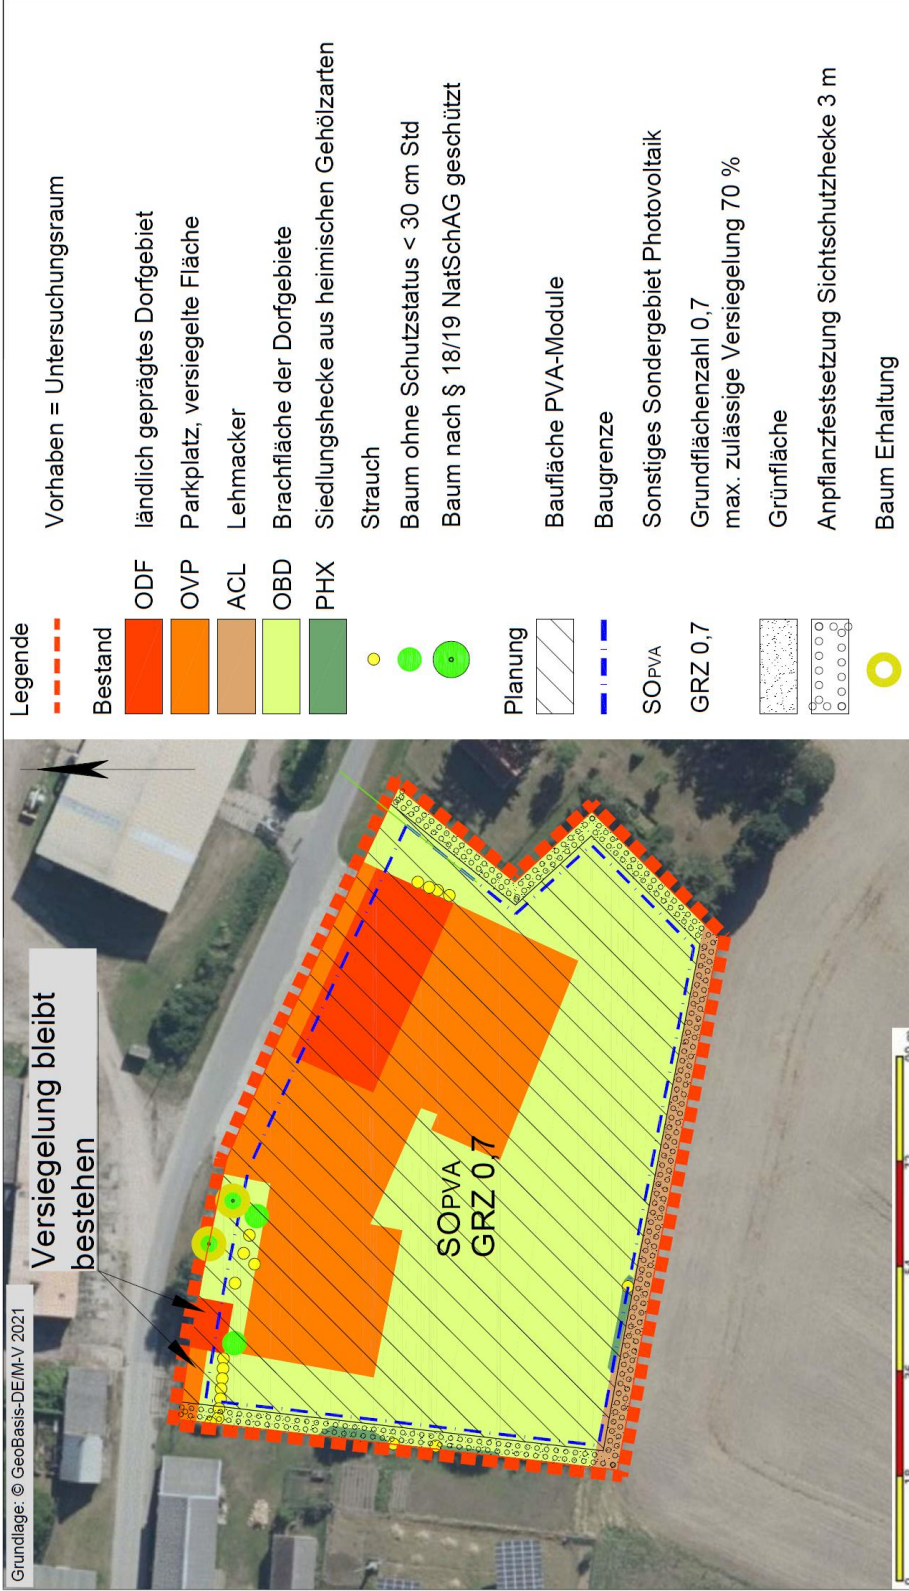 Legende
Vorhaben = Untersuchungsraum
Bestand
ODF ländlich geprägtes Dorfgebiet
OVP Parkplatz, versiegelte Fläche
ACL Lehmacker
OBD Brachfläche der Dorfgebiete
PHX Siedlungshecke aus heimischen Gehölzarten
Strauch
Baum ohne Schutzstatus < 30 cm Std
Baum nach § 18/19 NatSchAG geschützt
Planung
Baufläche PVA-Module
Baugrenze
SOPVA Sonstiges Sondergebiet Photovoltaik
GRZ 0,7 Grundflächenzahl 0,7
max. zulässige Versiegelung 70 %
Grünfläche
Anpflanzfestsetzung Sichtschutzhecke 3 m
Baum Erhaltung
Grundlage: © GeoBasis-DE/M-V 2021
Versiegelung bleibt
bestehen
SOPVA
GRZ 0,7